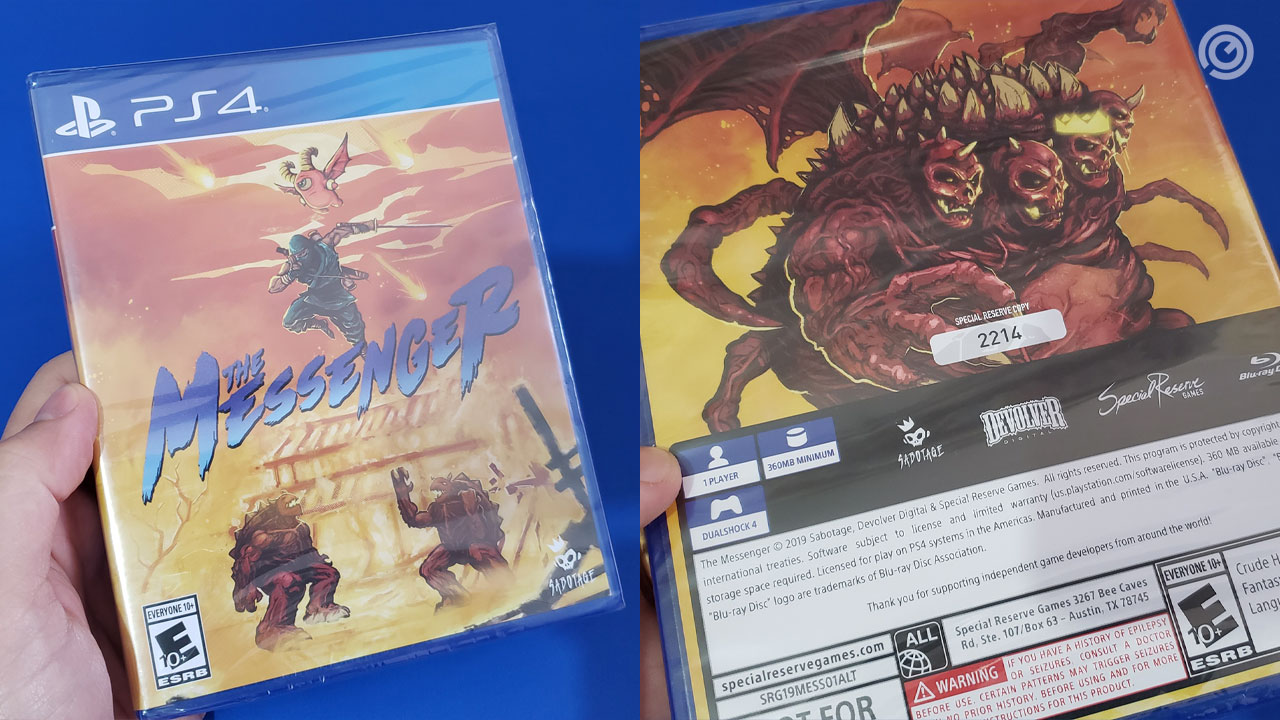 PS4
THE
MESSENGER
SABOTAGE
EVERYONE 10+
E
10+
ESRB
SPECIAL RESERVE COPY
2214
SABOTAGE
DEVOLVER
DIGITAL
Special Reserve
GAMES
Blu-ray D
1 PLAYER
360MB MINIMUM
DUALSHOCK 4
The Messenger © 2019 Sabotage, Devolver Digital & Special Reserve Games. All rights reserved. This program is protected by copyright
international treaties. Software subject to license and limited warranty (us.playstation.com/softwarelicense). 360 MB available
storage space required. Licensed for play on PS4 systems in the Americas. Manufactured and printed in the U.S.A. "Blu-ray Disc".
"Blu-ray Disc" logo are trademarks of Blu-ray Disc Association.
Thank you for supporting independent game developers from around the world!
specialreservegames.com
SRG19MESS01ALT
NOT FOR
ALL
Special Reserve Games 3267 Bee Caves
Rd, Ste. 107/Box 63 – Austin, TX 78745
WARNING
IF YOU HAVE A HISTORY OF EPILEPSY
OR SEIZURES, CONSULT A DOCTOR
BEFORE USE. CERTAIN PATTERNS MAY TRIGGER SEIZURES
NO PRIOR HISTORY. BEFORE USING AND FOR MORE
INSTRUCTIONS FOR THIS PRODUCT.
EVERYONE 10+
E
10+
ESRB
Crude H
Fantas
Lang